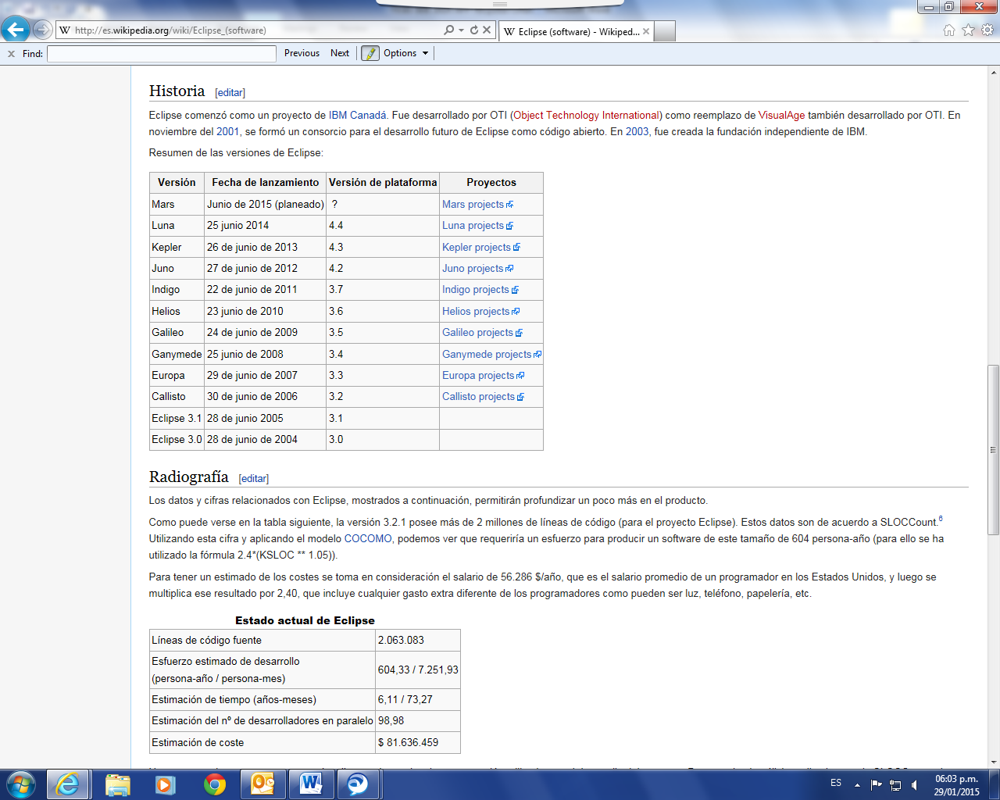 http://es.wikipedia.org/wiki/Eclipse_(software)
W Eclipse (software) - Wikiped...
x Find: Previous Next Options
Historia [editar]
Eclipse comenzó como un proyecto de IBM Canadá. Fue desarrollado por OTI (Object Technology International) como reemplazo de VisualAge también desarrollado por OTI. En
noviembre del 2001, se formó un consorcio para el desarrollo futuro de Eclipse como código abierto. En 2003, fue creada la fundación independiente de IBM.
Resumen de las versiones de Eclipse:
Versión Fecha de lanzamiento Versión de plataforma Proyectos
Mars Junio de 2015 (planeado) ? Mars projects
Luna 25 junio 2014 4.4 Luna projects
Kepler 26 de junio de 2013 4.3 Kepler projects
Juno 27 de junio de 2012 4.2 Juno projects
Indigo 22 de junio de 2011 3.7 Indigo projects
Helios 23 junio de 2010 3.6 Helios projects
Galileo 24 de junio de 2009 3.5 Galileo projects
Ganymede 25 junio de 2008 3.4 Ganymede projects
Europa 29 de junio de 2007 3.3 Europa projects
Callisto 30 de junio de 2006 3.2 Callisto projects
Eclipse 3.1 28 de junio 2005 3.1
Eclipse 3.0 28 de junio de 2004 3.0
Radiografía [editar]
Los datos y cifras relacionados con Eclipse, mostrados a continuación, permitirán profundizar un poco más en el producto.
Como puede verse en la tabla siguiente, la versión 3.2.1 posee más de 2 millones de líneas de código (para el proyecto Eclipse). Estos datos son de acuerdo a SLOCCount.6
Utilizando esta cifra y aplicando el modelo COCOMO, podemos ver que requeriría un esfuerzo para producir un software de este tamaño de 604 persona-año (para ello se ha
utilizado la fórmula 2.4*(KSLOC ** 1.05)).
Para tener un estimado de los costes se toma en consideración el salario de 56.286 $/año, que es el salario promedio de un programador en los Estados Unidos, y luego se
multiplica ese resultado por 2,40, que incluye cualquier gasto extra diferente de los programadores como pueden ser luz, teléfono, papelería, etc.
Estado actual de Eclipse
Líneas de código fuente 2.063.083
Esfuerzo estimado de desarrollo
(persona-año / persona-mes) 604,33 / 7.251,93
Estimación de tiempo (años-meses) 6,11 / 73,27
Estimación del nº de desarrolladores en paralelo 98,98
Estimación de coste $ 81.636.459
ES 06:03 p.m.
29/01/2015